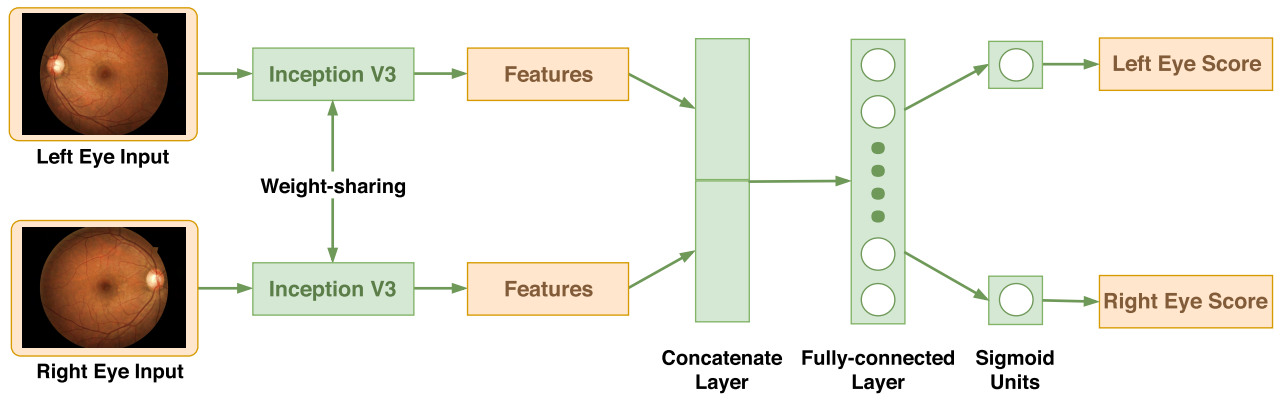 Left Eye Input
Inception V3
Features
Left Eye Score
Weight-sharing
Right Eye Input
Inception V3
Features
Right Eye Score
Concatenate
Layer
Fully-connected
Layer
Sigmoid
Units